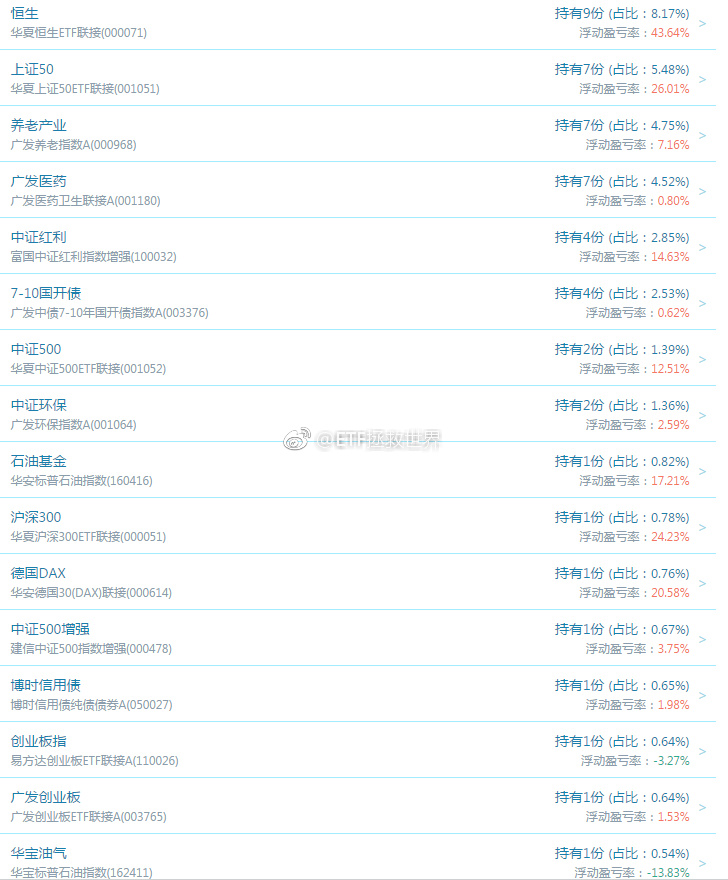 恒生 持有9份 (占比：8.17%)
华夏恒生ETF联接(000071) 浮动盈亏率：43.64% >
上证50 持有7份 (占比：5.48%)
华夏上证50ETF联接(001051) 浮动盈亏率：26.01% >
养老产业 持有7份 (占比：4.75%)
广发养老指数A(000968) 浮动盈亏率：7.16% >
广发医药 持有7份 (占比：4.52%)
广发医药卫生联接A(001180) 浮动盈亏率：0.80% >
中证红利 持有4份 (占比：2.85%)
富国中证红利指数增强(100032) 浮动盈亏率：14.63% >
7-10国开债 持有4份 (占比：2.53%)
广发中债7-10年国开债指数A(003376) 浮动盈亏率：0.62% >
中证500 持有2份 (占比：1.39%)
华夏中证500ETF联接(001052) 浮动盈亏率：12.51% >
中证环保 持有2份 (占比：1.36%)
广发环保指数A(001064) 浮动盈亏率：2.59% >
@ETF拯救世界
石油基金 持有1份 (占比：0.82%)
华安标普石油指数(160416) 浮动盈亏率：17.21% >
沪深300 持有1份 (占比：0.78%)
华夏沪深300ETF联接(000051) 浮动盈亏率：24.23% >
德国DAX 持有1份 (占比：0.76%)
华安德国30(DAX)联接(000614) 浮动盈亏率：20.58% >
中证500增强 持有1份 (占比：0.67%)
建信中证500指数增强(000478) 浮动盈亏率：3.75% >
博时信用债 持有1份 (占比：0.65%)
博时信用债纯债债券A(050027) 浮动盈亏率：1.98% >
创业板指 持有1份 (占比：0.64%)
易方达创业板ETF联接A(110026) 浮动盈亏率：-3.27% >
广发创业板 持有1份 (占比：0.64%)
广发创业板ETF联接A(003765) 浮动盈亏率：1.53% >
华宝油气 持有1份 (占比：0.54%)
华宝标普石油指数(162411) 浮动盈亏率：-13.83% >